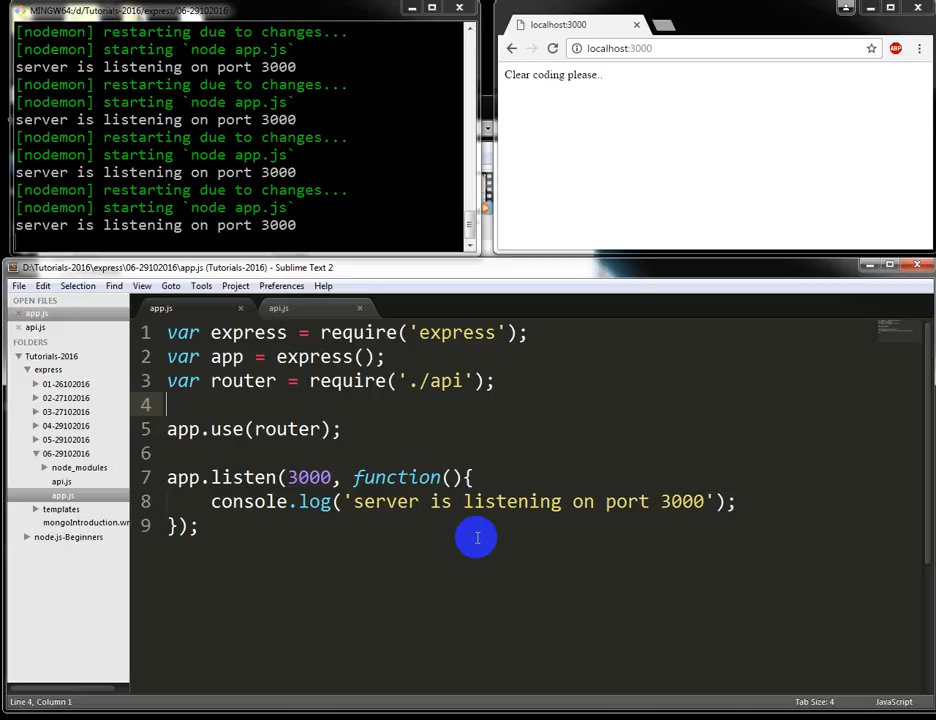 MINGW64:/d/Tutorials-2016/express/06-29102016
[nodemon] restarting due to changes...
[nodemon] starting `node app.js`
server is listening on port 3000
[nodemon] restarting due to changes...
[nodemon] starting `node app.js`
server is listening on port 3000
[nodemon] restarting due to changes...
[nodemon] starting `node app.js`
server is listening on port 3000
[nodemon] restarting due to changes...
[nodemon] starting `node app.js`
server is listening on port 3000
localhost:3000
localhost:3000
ABP
Clear coding please..
D:\Tutorials-2016\express\06-29102016\app.js (Tutorials-2016) - Sublime Text 2
File Edit Selection Find View Goto Tools Project Preferences Help
OPEN FILES
app.js
api.js
FOLDERS
Tutorials-2016
express
01-26102016
02-27102016
03-27102016
04-29102016
05-29102016
06-29102016
node_modules
api.js
app.js
templates
mongoIntroduction.wr
node.js-Beginners
app.js
api.js
1 var express = require('express');
2 var app = express();
3 var router = require('./api');
4
5 app.use(router);
6
7 app.listen(3000, function(){
8 console.log('server is listening on port 3000');
9 });
Line 4, Column 1
Tab Size: 4
JavaScript